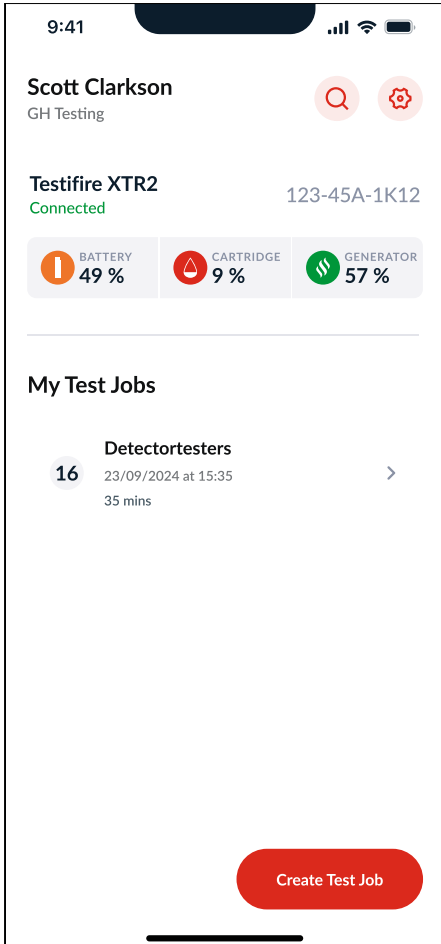 9:41
Scott Clarkson
GH Testing
Testifire XTR2
123-45A-1K12
Connected
BATTERY
49 %
CARTRIDGE
9 %
GENERATOR
57 %
My Test Jobs
16
Detectortesters
23/09/2024 at 15:35
35 mins
Create Test Job